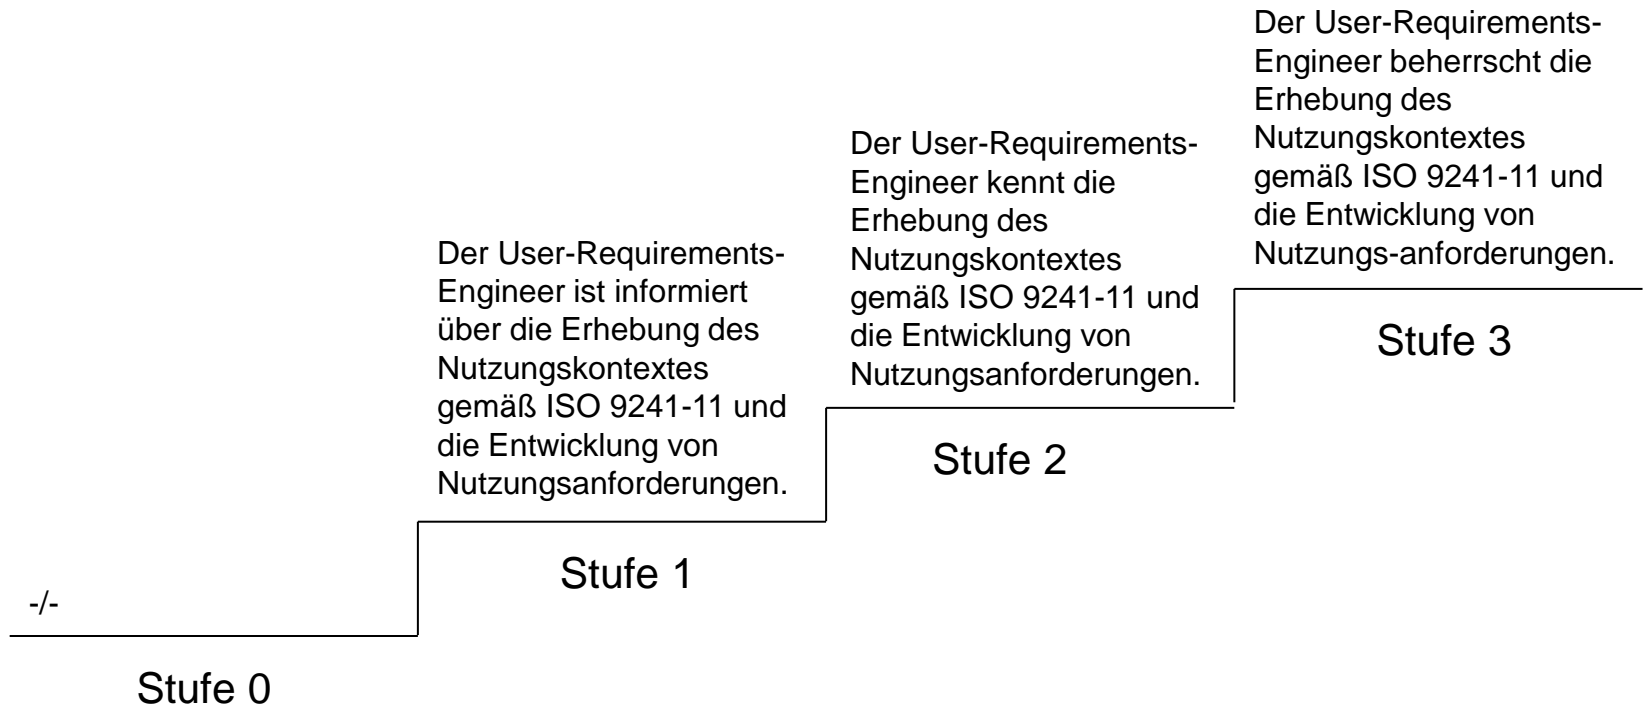 -/-
Stufe 0
Der User-Requirements-
Engineer ist informiert
über die Erhebung des
Nutzungskontextes
gemäß ISO 9241-11 und
die Entwicklung von
Nutzungsanforderungen.
Stufe 1
Der User-Requirements-
Engineer kennt die
Erhebung des
Nutzungskontextes
gemäß ISO 9241-11 und
die Entwicklung von
Nutzungsanforderungen.
Stufe 2
Der User-Requirements-
Engineer beherrscht die
Erhebung des
Nutzungskontextes
gemäß ISO 9241-11 und
die Entwicklung von
Nutzungs-anforderungen.
Stufe 3